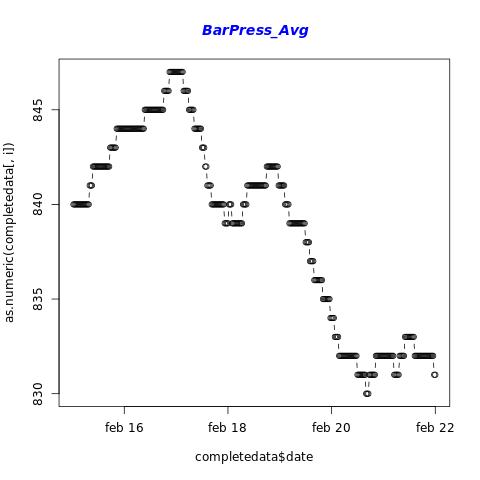 BarPress_Avg
as.numeric(completedata[, i])
845
840
835
830
feb 16 feb 18 feb 20 feb 22
completedata$date